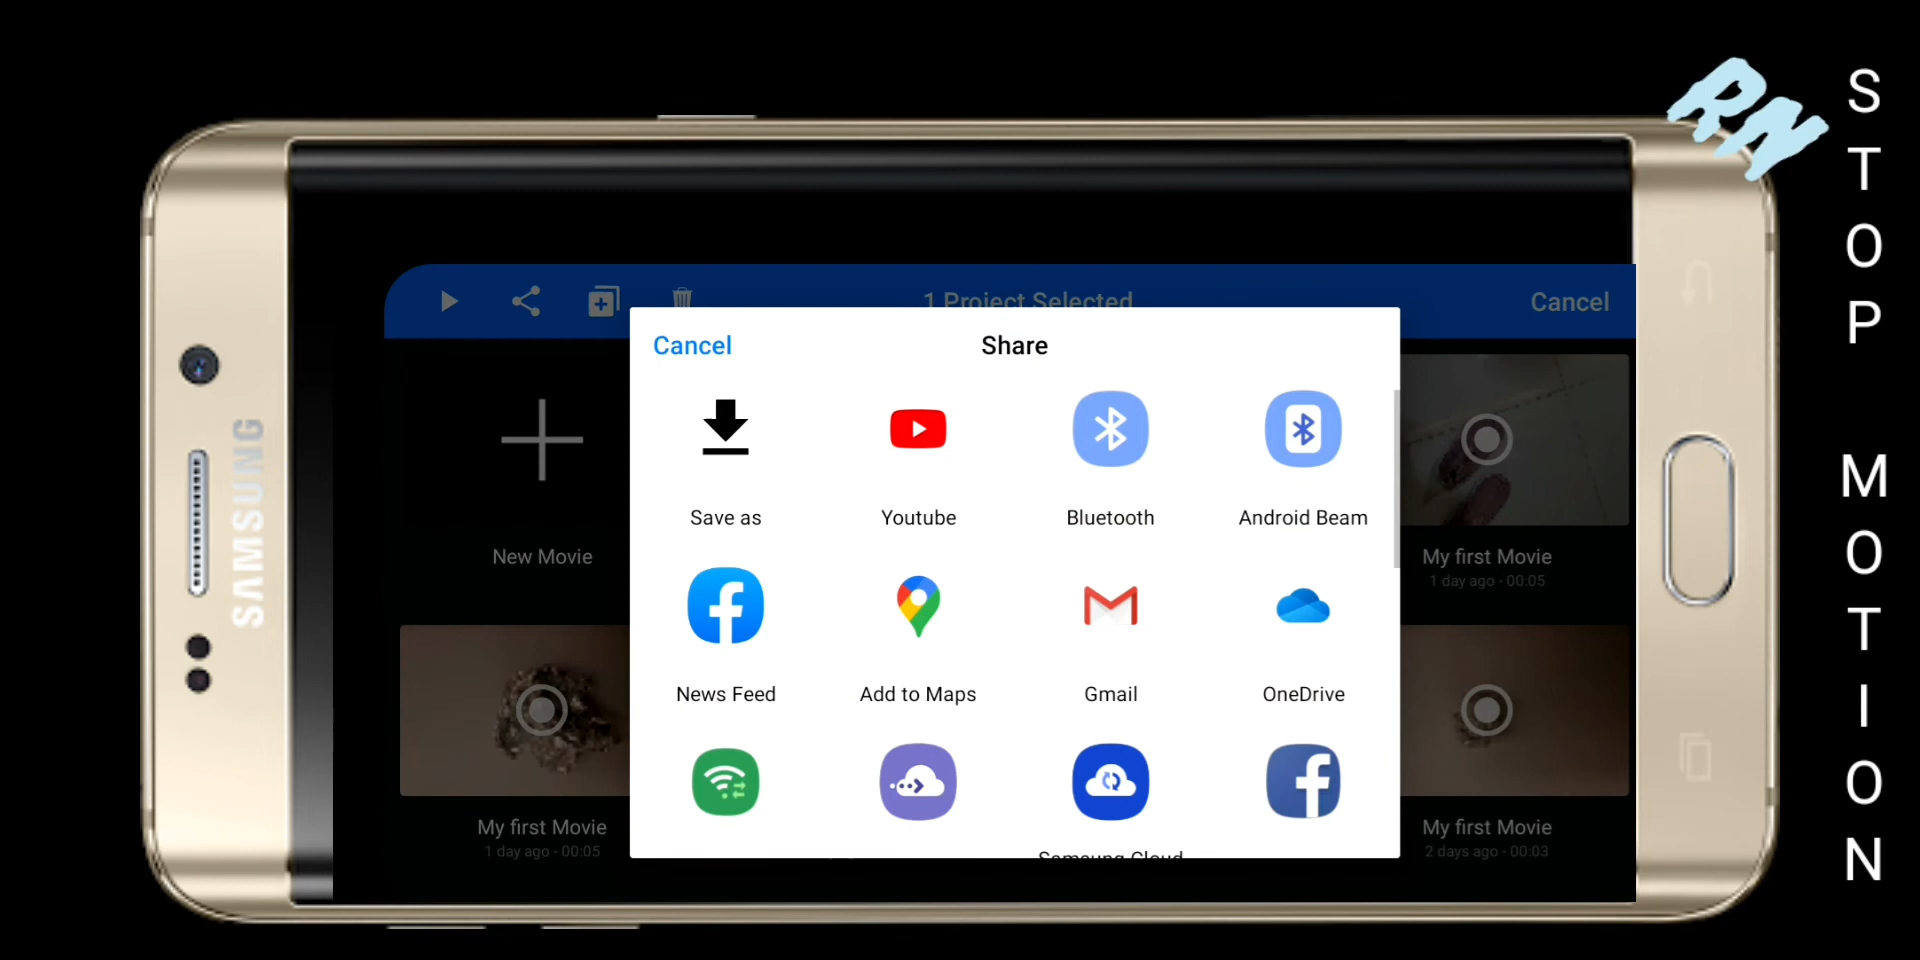 RN
STOP MOTION
SAMSUNG
1 Project Selected
Cancel
Cancel
Share
Save as
Youtube
Bluetooth
Android Beam
New Movie
My first Movie
1 day ago - 00:05
News Feed
Add to Maps
Gmail
OneDrive
My first Movie
1 day ago - 00:05
Samsung Cloud
My first Movie
2 days ago - 00:03